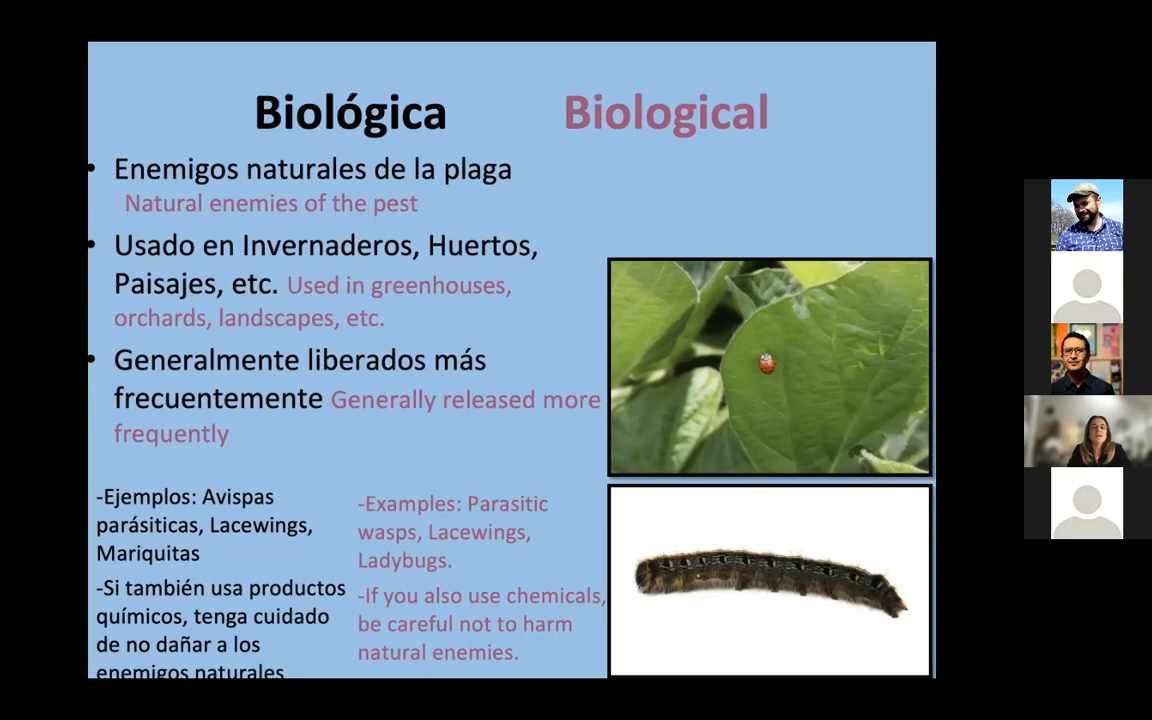 Biológica Biological
• Enemigos naturales de la plaga
Natural enemies of the pest
• Usado en Invernaderos, Huertos,
Paisajes, etc. Used in greenhouses,
orchards, landscapes, etc.
• Generalmente liberados más
frecuentemente Generally released more
frequently
-Ejemplos: Avispas
parásiticas, Lacewings,
Mariquitas
-Si también usa productos
químicos, tenga cuidado
de no dañar a los
enemigos naturales
-Examples: Parasitic
wasps, Lacewings,
Ladybugs.
-If you also use chemicals,
be careful not to harm
natural enemies.